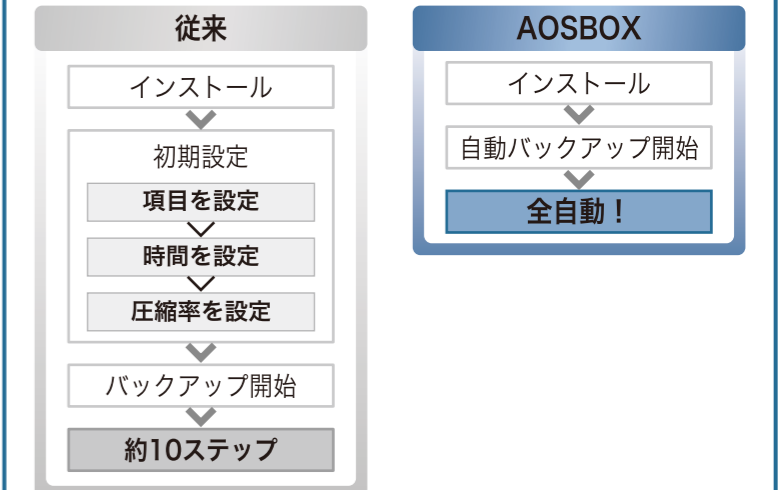 従来
インストール
初期設定
項目を設定
時間を設定
圧縮率を設定
バックアップ開始
約10ステップ
AOSBOX
インストール
自動バックアップ開始
全自動！